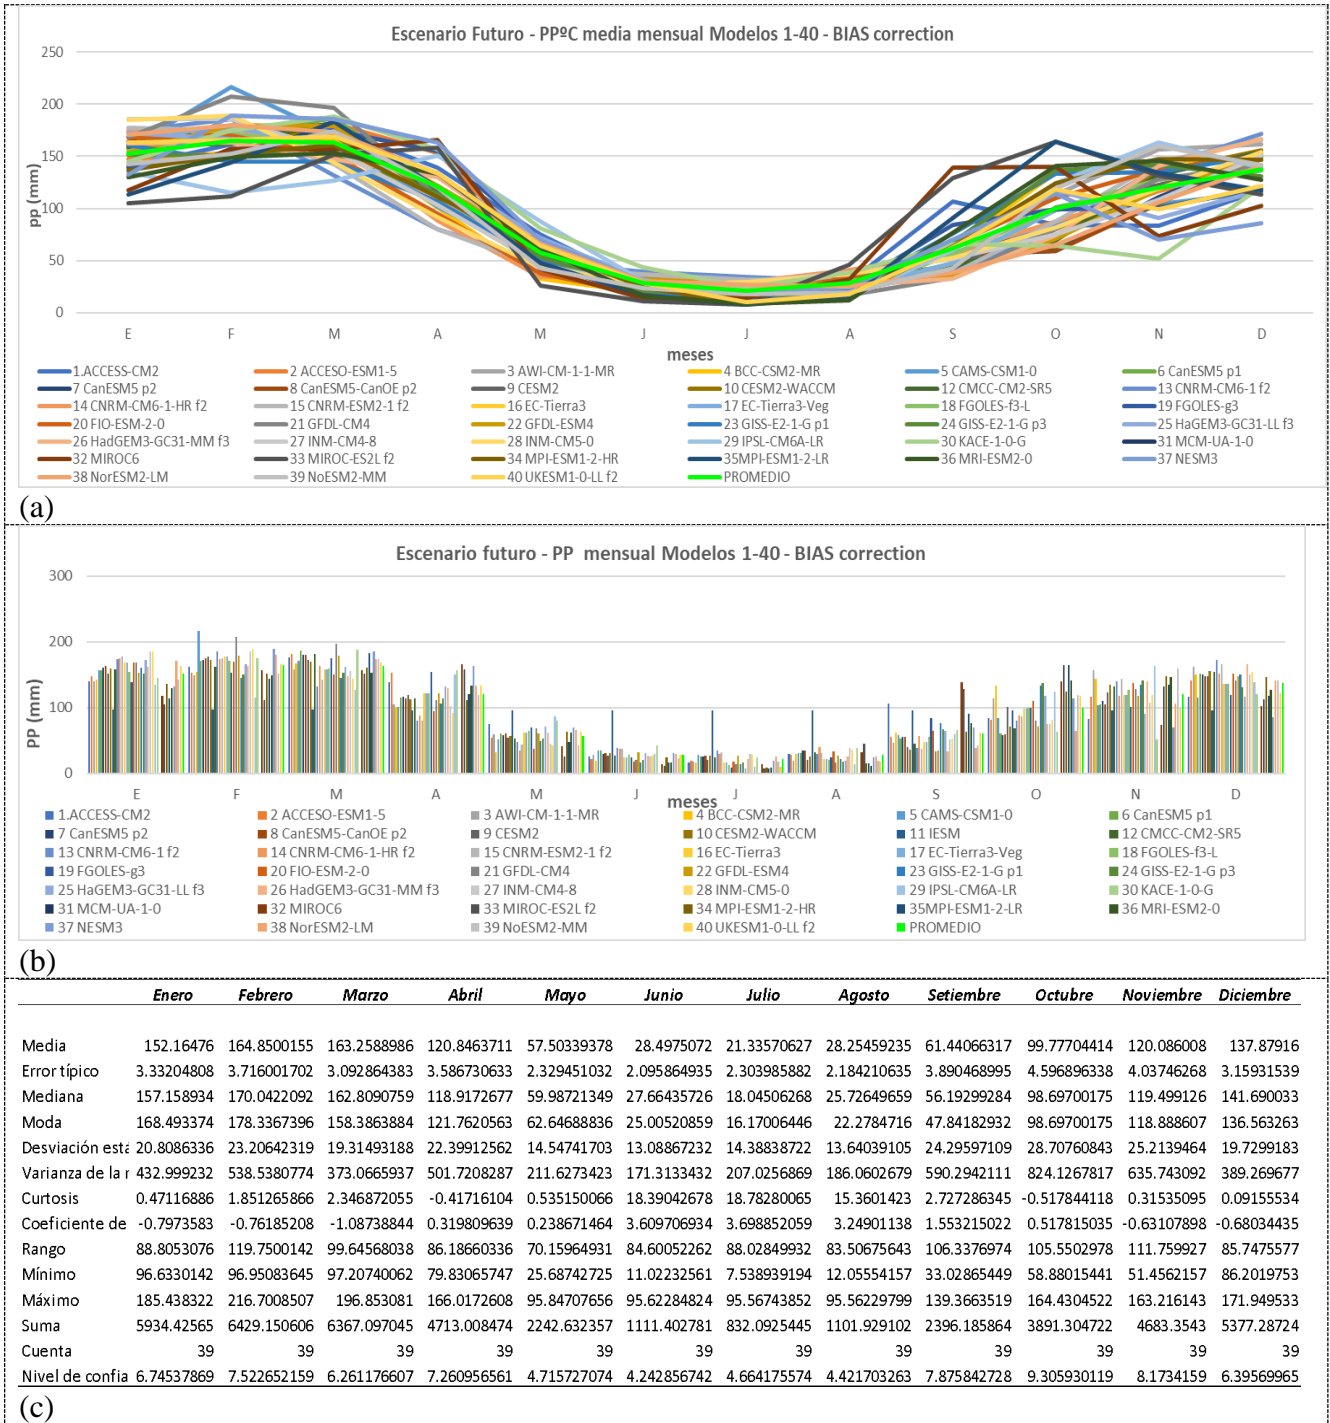 Escenario Futuro - PPºC media mensual Modelos 1-40 - BIAS correction
250
200
150
100
50
0
pp (mm)
E F M A M J J A S O N D
meses
1.ACCESS-CM2 2 ACCESO-ESM1-5 3 AWI-CM-1-1-MR 4 BCC-CSM2-MR 5 CAMS-CSM1-0 6 CanESM5 p1
7 CanESM5 p2 8 CanESM5-CanOE p2 9 CESM2 10 CESM2-WACCM 12 CMCC-CM2-SR5 13 CNRM-CM6-1 f2
14 CNRM-CM6-1-HR f2 15 CNRM-ESM2-1 f2 16 EC-Tierra3 17 EC-Tierra3-Veg 18 FGOLES-f3-L 19 FGOLES-g3
20 FIO-ESM-2-0 21 GFDL-CM4 22 GFDL-ESM4 23 GISS-E2-1-G p1 24 GISS-E2-1-G p3 25 HaGEM3-GC31-LL f3
26 HadGEM3-GC31-MM f3 27 INM-CM4-8 28 INM-CM5-0 29 IPSL-CM6A-LR 30 KACE-1-0-G 31 MCM-UA-1-0
32 MIROC6 33 MIROC-ES2L f2 34 MPI-ESM1-2-HR 35MPI-ESM1-2-LR 36 MRI-ESM2-0 37 NESM3
38 NorESM2-LM 39 NoESM2-MM 40 UKESM1-0-LL f2 PROMEDIO
(a)
Escenario futuro - PP mensual Modelos 1-40 - BIAS correction
300
200
100
0
PP (mm)
E F M A M J J A S O N D
meses
1.ACCESS-CM2 2 ACCESO-ESM1-5 3 AWI-CM-1-1-MR 4 BCC-CSM2-MR 5 CAMS-CSM1-0 6 CanESM5 p1
7 CanESM5 p2 8 CanESM5-CanOE p2 9 CESM2 10 CESM2-WACCM 11 IESM 12 CMCC-CM2-SR5
13 CNRM-CM6-1 f2 14 CNRM-CM6-1-HR f2 15 CNRM-ESM2-1 f2 16 EC-Tierra3 17 EC-Tierra3-Veg 18 FGOLES-f3-L
19 FGOLES-g3 20 FIO-ESM-2-0 21 GFDL-CM4 22 GFDL-ESM4 23 GISS-E2-1-G p1 24 GISS-E2-1-G p3
25 HaGEM3-GC31-LL f3 26 HadGEM3-GC31-MM f3 27 INM-CM4-8 28 INM-CM5-0 29 IPSL-CM6A-LR 30 KACE-1-0-G
31 MCM-UA-1-0 32 MIROC6 33 MIROC-ES2L f2 34 MPI-ESM1-2-HR 35MPI-ESM1-2-LR 36 MRI-ESM2-0
37 NESM3 38 NorESM2-LM 39 NoESM2-MM 40 UKESM1-0-LL f2 PROMEDIO
(b)
Enero Febrero Marzo Abril Mayo Junio Julio Agosto Setiembre Octubre Noviembre Diciembre
Media 152.16476 164.8500155 163.2588986 120.8463711 57.50339378 28.4975072 21.33570627 28.25459235 61.44066317 99.77704414 120.086008 137.87916
Error típico 3.33204808 3.716001702 3.092864383 3.586730633 2.329451032 2.095864935 2.303985882 2.184210635 3.890468995 4.596896338 4.03746268 3.15931539
Mediana 157.158934 170.0422092 162.8090759 118.9172677 59.98721349 27.66435726 18.04506268 25.72649659 56.19299284 98.69700175 119.499126 141.690033
Moda 168.493374 178.3367396 158.3863884 121.7620563 62.64688836 25.00520859 16.17006446 22.2784716 47.84182932 98.69700175 118.888607 136.563263
Desviación está 20.8086336 23.20642319 19.31493188 22.39912562 14.54741703 13.08867232 14.38838722 13.64039105 24.29597109 28.70760843 25.2139464 19.7299183
Varianza de la r 432.999232 538.5380774 373.0665937 501.7208287 211.6273423 171.3133432 207.0256869 186.0602679 590.2942111 824.1267817 635.743092 389.269677
Curtosis 0.47116886 1.851265866 2.346872055 -0.41716104 0.535150066 18.39042678 18.78280065 15.3601423 2.727286345 -0.517844118 0.31535095 0.09155534
Coeficiente de -0.7973583 -0.76185208 -1.08738844 0.319809639 0.238671464 3.609706934 3.698852059 3.24901138 1.553215022 0.517815035 -0.63107898 -0.68034435
Rango 88.8053076 119.7500142 99.64568038 86.18660336 70.15964931 84.60052262 88.02849932 83.50675643 106.3376974 105.5502978 111.759927 85.7475577
Mínimo 96.6330142 96.95083645 97.20740062 79.83065747 25.68742725 11.02232561 7.538939194 12.05554157 33.02865449 58.88015441 51.4562157 86.2019753
Máximo 185.438322 216.7008507 196.853081 166.0172608 95.84707656 95.62284824 95.56743852 95.56229799 139.3663519 164.4304522 163.216143 171.949533
Suma 5934.42565 6429.150606 6367.097045 4713.008474 2242.632357 1111.402781 832.0925445 1101.929102 2396.185864 3891.304722 4683.3543 5377.28724
Cuenta 39 39 39 39 39 39 39 39 39 39 39 39
Nivel de confia 6.74537869 7.522652159 6.261176607 7.260956561 4.715727074 4.242856742 4.664175574 4.421703263 7.875842728 9.305930119 8.1734159 6.39569965
(c)